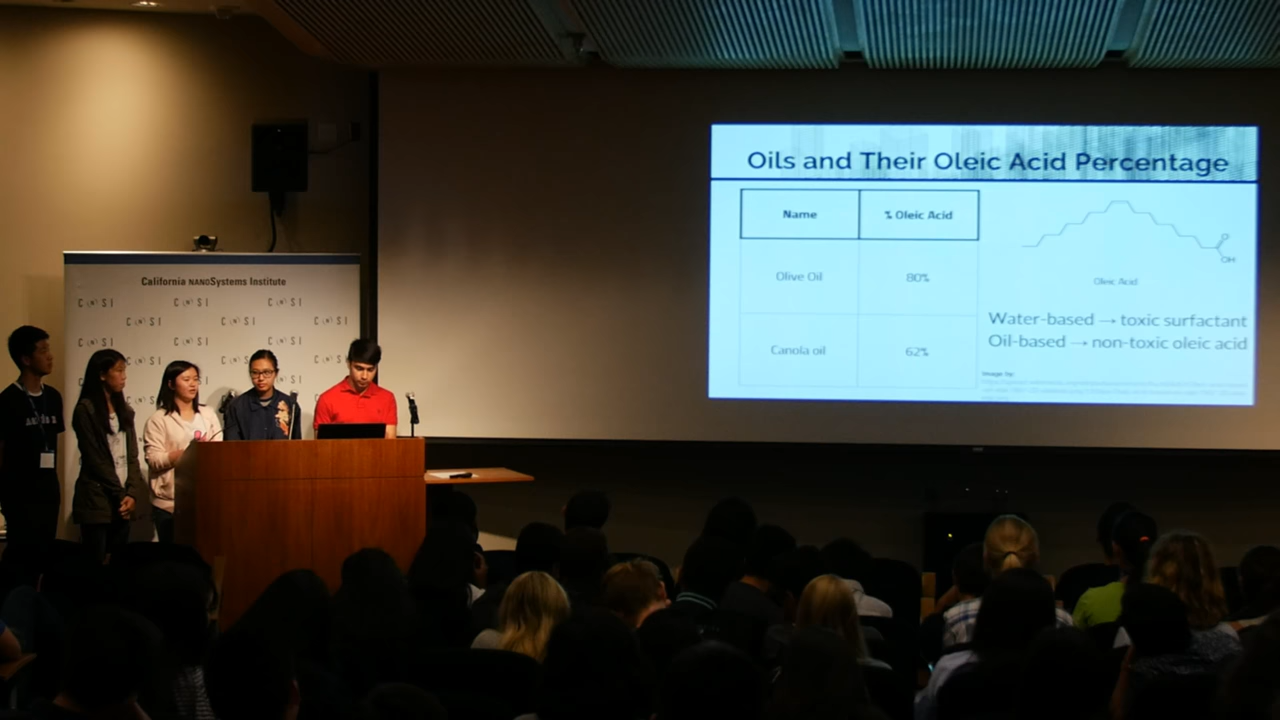 California NANOSystems Institute
C (N) S I C (N) S I C (N) S I
C (N) S I C (N) S I C (N) S I
C (N) S I
C (N) S I
Oils and Their Oleic Acid Percentage
Name % Oleic Acid
Olive Oil 80%
Canola oil 62%
OH
Oleic Acid
Water-based → toxic surfactant
Oil-based → non-toxic oleic acid
Image by: